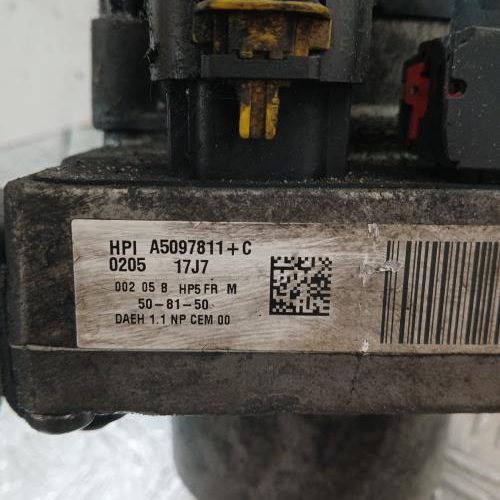 HPI A5097811+C
0205 17J7
002 05 B HP5 FR M
50-81-50
DAEH 1.1 NP CEM 00